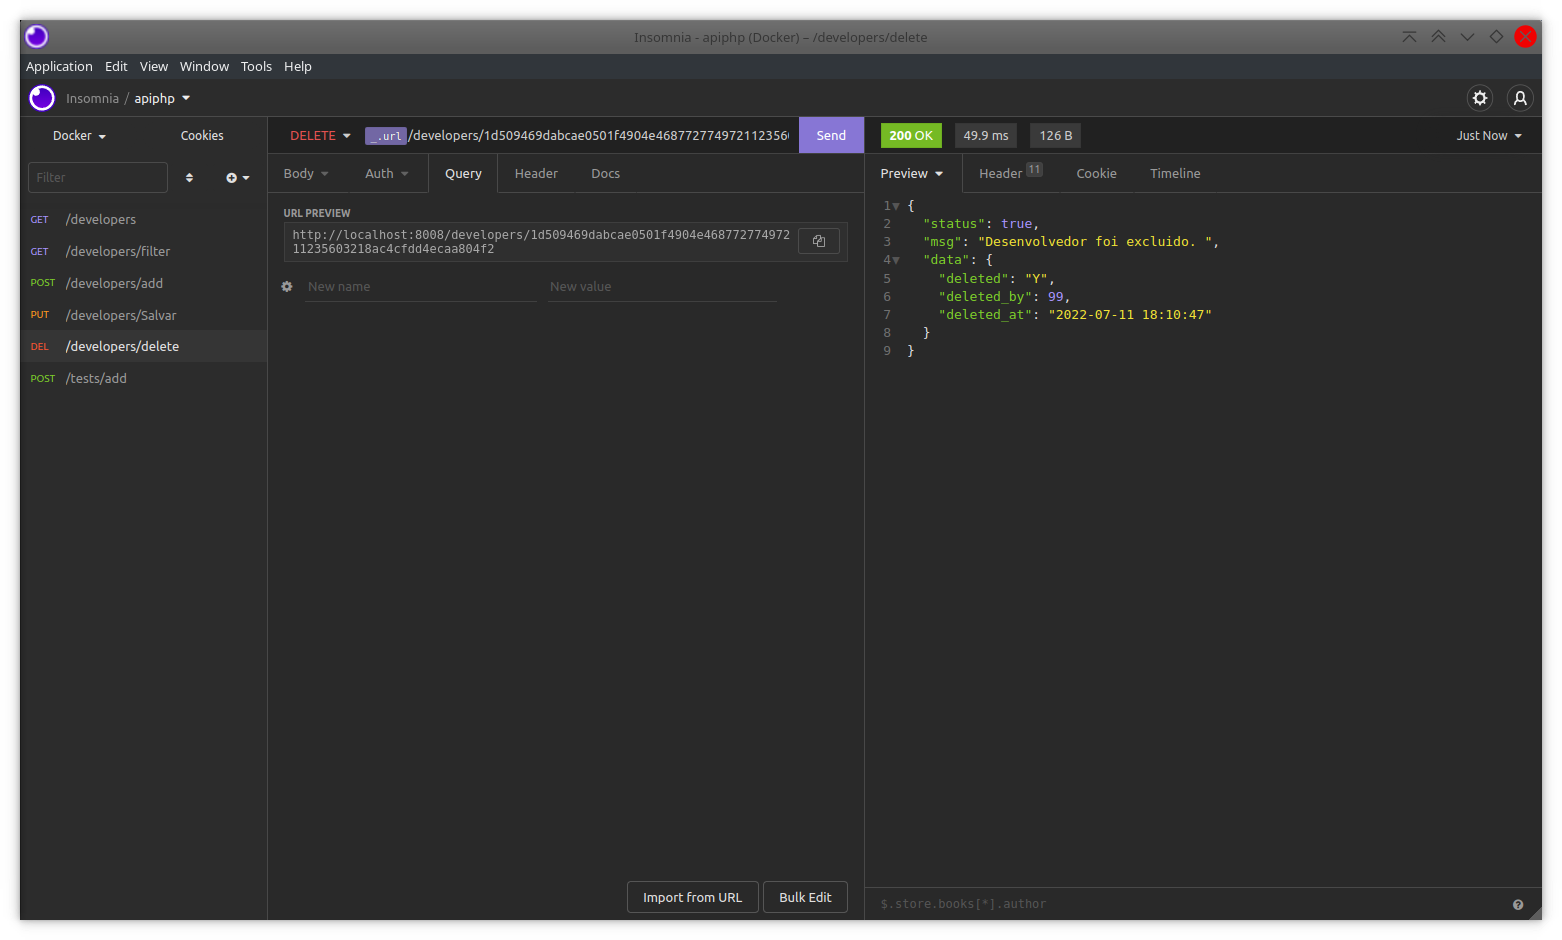 Insomnia - apiphp (Docker) – /developers/delete
Application Edit View Window Tools Help
Insomnia / apiphp
Docker Cookies
Filter
GET /developers
GET /developers/filter
POST /developers/add
PUT /developers/Salvar
DEL /developers/delete
POST /tests/add
DELETE _.url /developers/1d509469dabcae0501f4904e4687727749721123560 Send
Body Auth Query Header Docs
URL PREVIEW
http://localhost:8008/developers/1d509469dabcae0501f4904e468772774972
11235603218ac4cfdd4ecaa804f2
New name New value
Import from URL Bulk Edit
200 OK 49.9 ms 126 B Just Now
Preview Header 11 Cookie Timeline
1 {
2 "status": true,
3 "msg": "Desenvolvedor foi excluido. ",
4 "data": {
5 "deleted": "Y",
6 "deleted_by": 99,
7 "deleted_at": "2022-07-11 18:10:47"
8 }
9 }
$.store.books[*].author